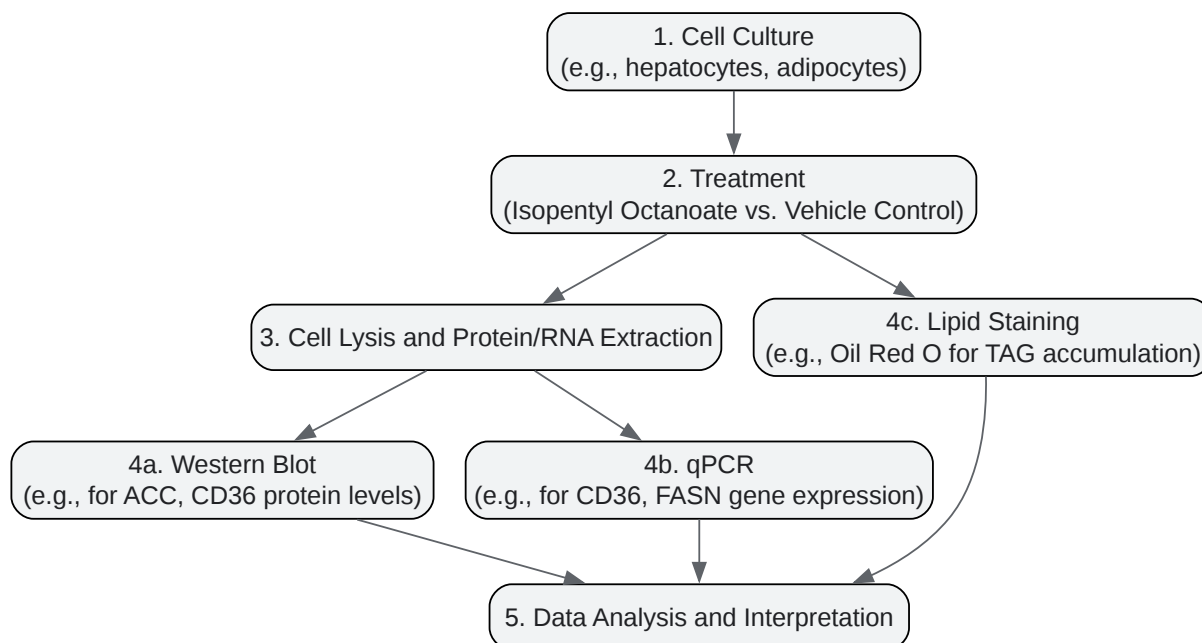 1. Cell Culture
(e.g., hepatocytes, adipocytes)
2. Treatment
(Isopentyl Octanoate vs. Vehicle Control)
3. Cell Lysis and Protein/RNA Extraction
4c. Lipid Staining
(e.g., Oil Red O for TAG accumulation)
4a. Western Blot
(e.g., for ACC, CD36 protein levels)
4b. qPCR
(e.g., for CD36, FASN gene expression)
5. Data Analysis and Interpretation